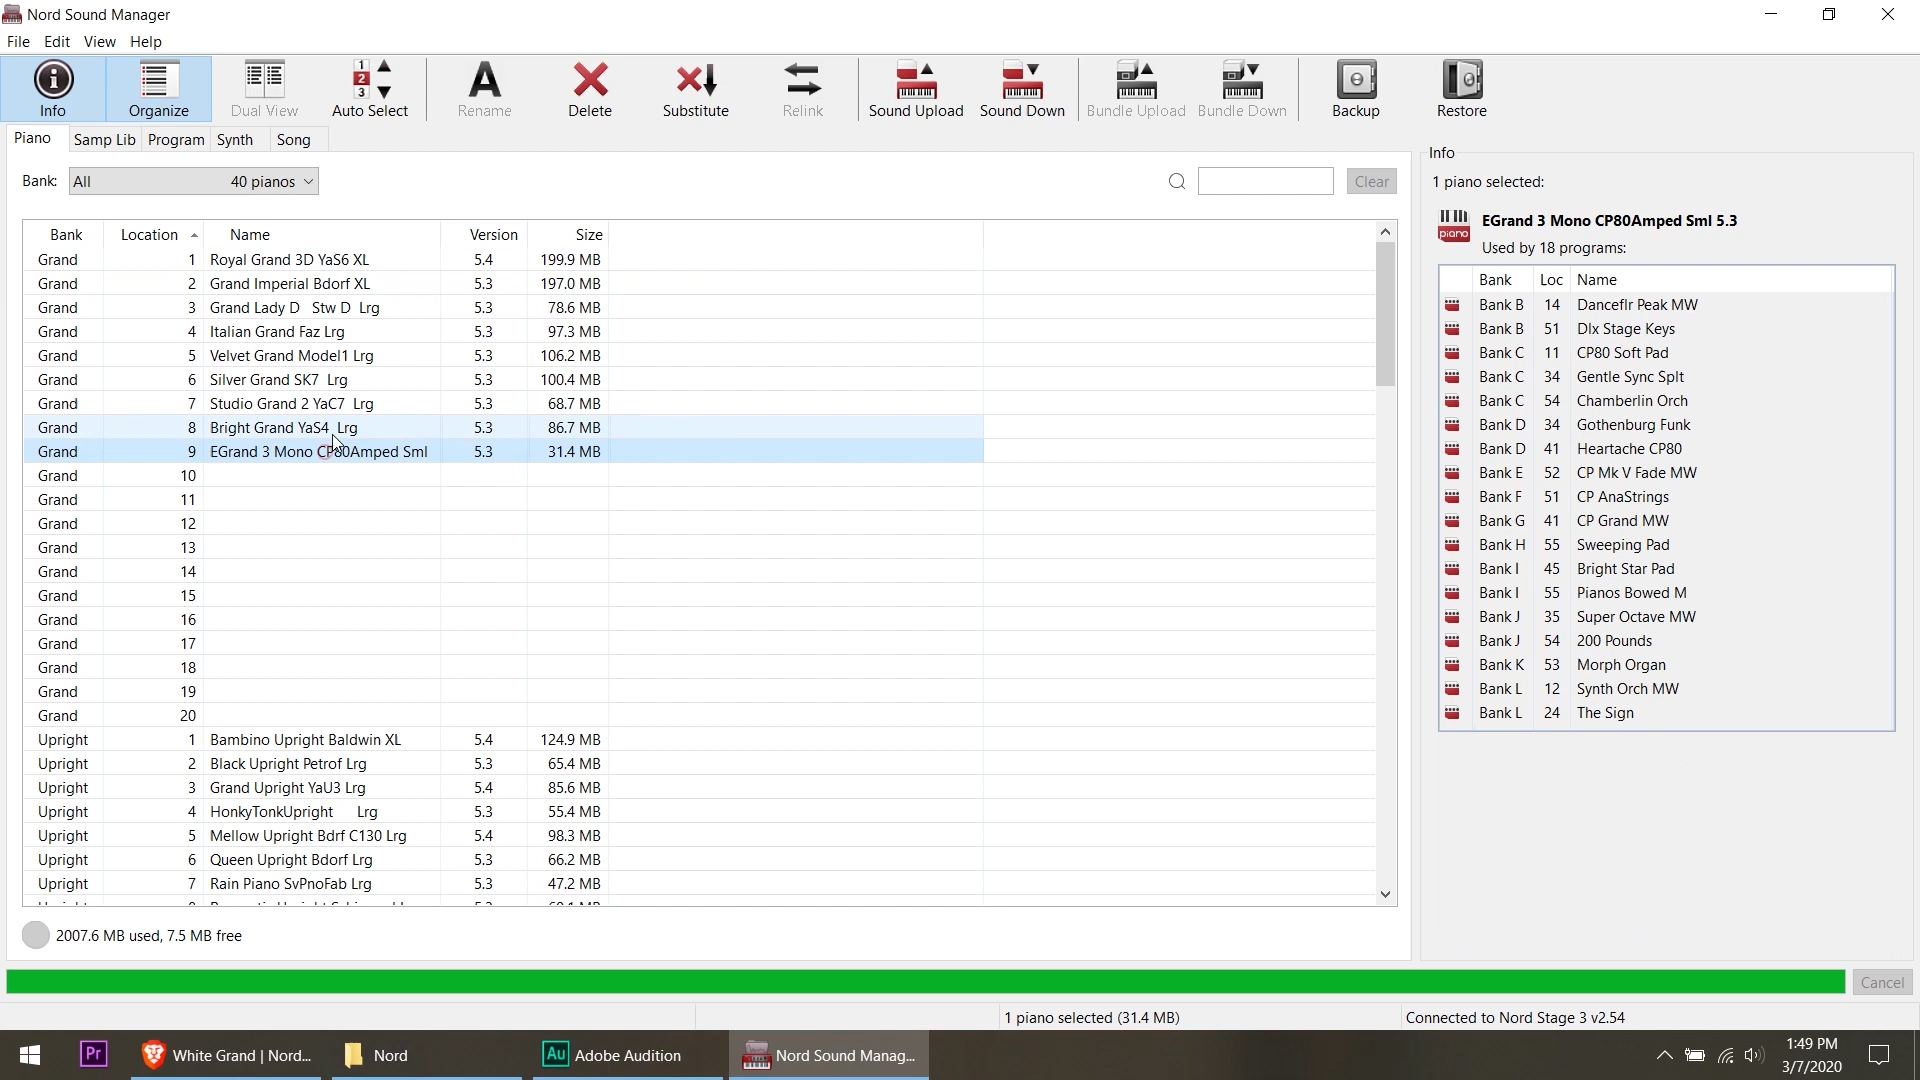 Nord Sound Manager
File Edit View Help
Info Organize Dual View Auto Select Rename Delete Substitute Relink Sound Upload Sound Down Bundle Upload Bundle Down Backup Restore
Piano Samp Lib Program Synth Song
Bank: All 40 pianos Clear
Bank Location Name Version Size
Grand 1 Royal Grand 3D YaS6 XL 5.4 199.9 MB
Grand 2 Grand Imperial Bdorf XL 5.3 197.0 MB
Grand 3 Grand Lady D Stw D Lrg 5.3 78.6 MB
Grand 4 Italian Grand Faz Lrg 5.3 97.3 MB
Grand 5 Velvet Grand Model1 Lrg 5.3 106.2 MB
Grand 6 Silver Grand SK7 Lrg 5.3 100.4 MB
Grand 7 Studio Grand 2 YaC7 Lrg 5.3 68.7 MB
Grand 8 Bright Grand YaS4 Lrg 5.3 86.7 MB
Grand 9 EGrand 3 Mono CP80Amped Sml 5.3 31.4 MB
Grand 10
Grand 11
Grand 12
Grand 13
Grand 14
Grand 15
Grand 16
Grand 17
Grand 18
Grand 19
Grand 20
Upright 1 Bambino Upright Baldwin XL 5.4 124.9 MB
Upright 2 Black Upright Petrof Lrg 5.3 65.4 MB
Upright 3 Grand Upright YaU3 Lrg 5.4 85.6 MB
Upright 4 HonkyTonkUpright Lrg 5.3 55.4 MB
Upright 5 Mellow Upright Bdrf C130 Lrg 5.4 98.3 MB
Upright 6 Queen Upright Bdorf Lrg 5.3 66.2 MB
Upright 7 Rain Piano SvPnoFab Lrg 5.3 47.2 MB
2007.6 MB used, 7.5 MB free
Info
1 piano selected:
piano
EGrand 3 Mono CP80Amped Sml 5.3
Used by 18 programs:
Bank Loc Name
Bank B 14 Danceflr Peak MW
Bank B 51 Dlx Stage Keys
Bank C 11 CP80 Soft Pad
Bank C 34 Gentle Sync Splt
Bank C 54 Chamberlin Orch
Bank D 34 Gothenburg Funk
Bank D 41 Heartache CP80
Bank E 52 CP Mk V Fade MW
Bank F 51 CP AnaStrings
Bank G 41 CP Grand MW
Bank H 55 Sweeping Pad
Bank I 45 Bright Star Pad
Bank I 55 Pianos Bowed M
Bank J 35 Super Octave MW
Bank J 54 200 Pounds
Bank K 53 Morph Organ
Bank L 12 Synth Orch MW
Bank L 24 The Sign
Cancel
1 piano selected (31.4 MB) Connected to Nord Stage 3 v2.54
Pr White Grand | Nord... Nord Au Adobe Audition Nord Sound Manag... 1:49 PM
3/7/2020